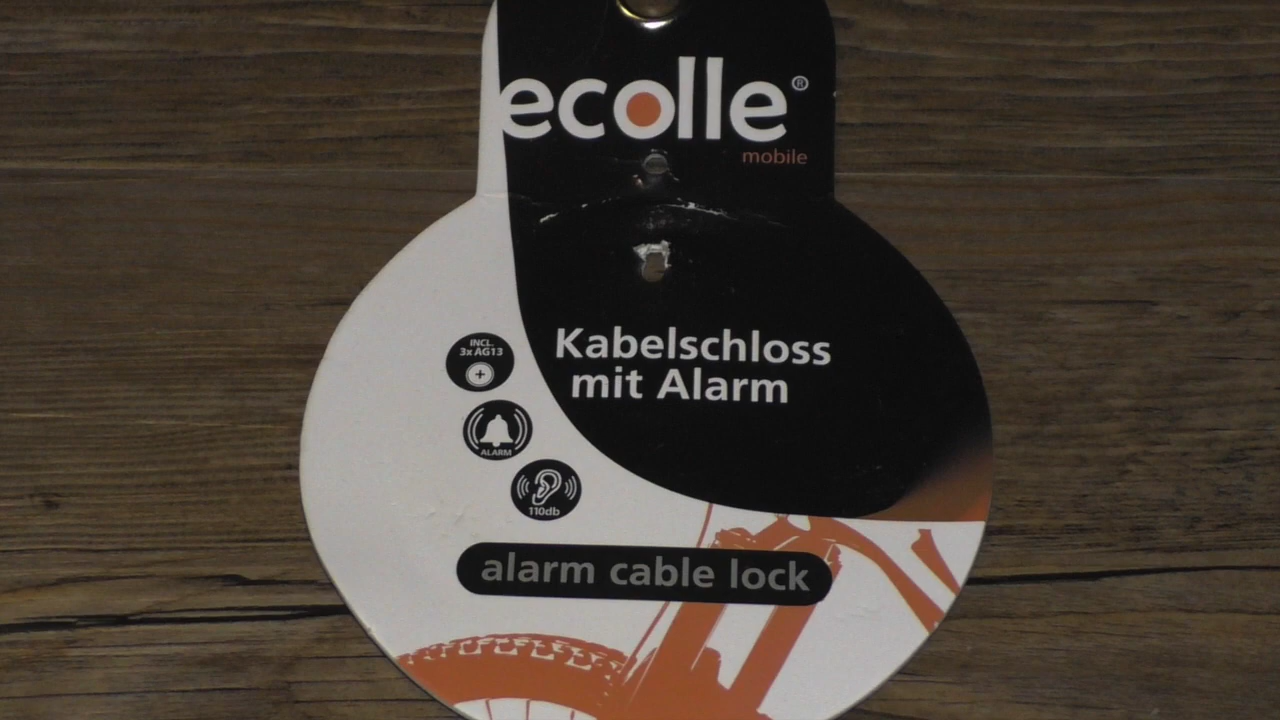 ecolle®
mobile
Kabelschloss
mit Alarm
INCL.
3x AG13
ALARM
110db
alarm cable lock